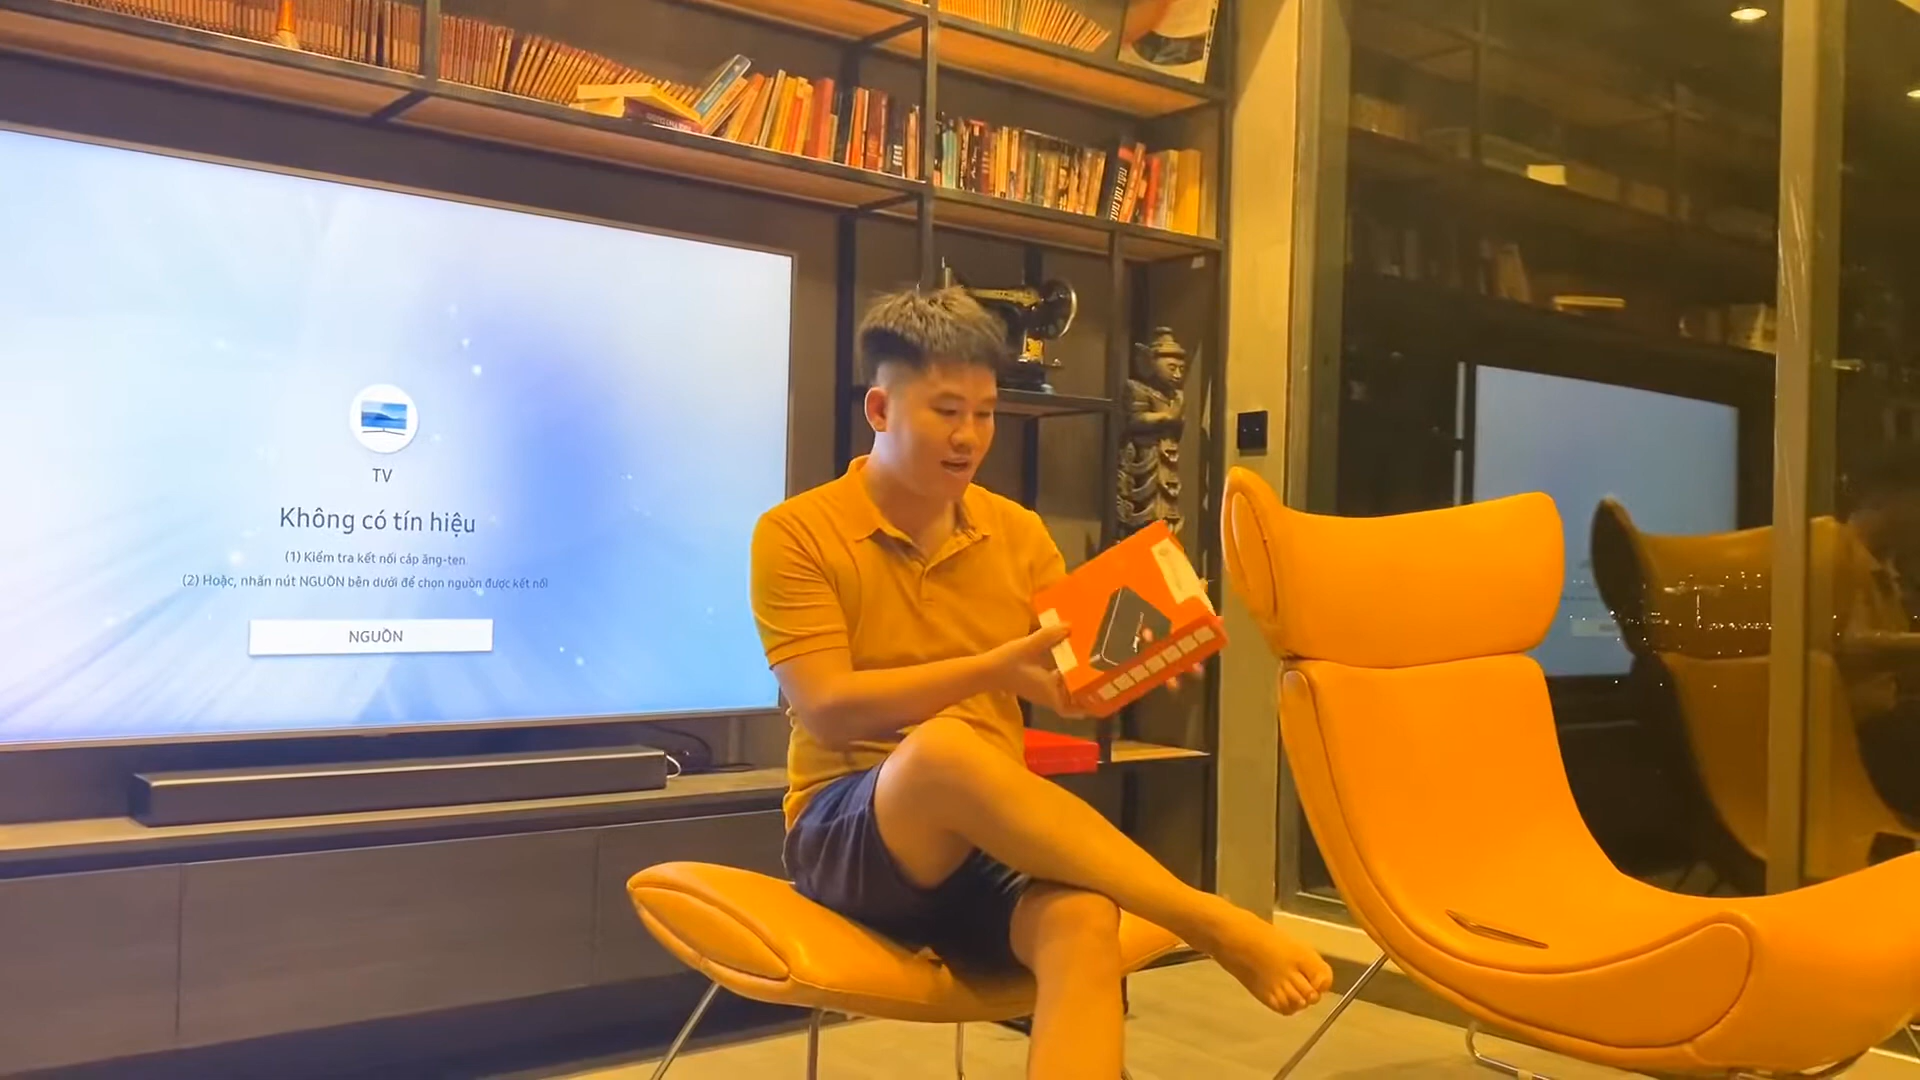 TV
Không có tín hiệu
(1) Kiểm tra kết nối cáp ăng-ten
(2) Hoặc, nhấn nút NGUỒN bên dưới để chọn nguồn được kết nối
NGUỒN